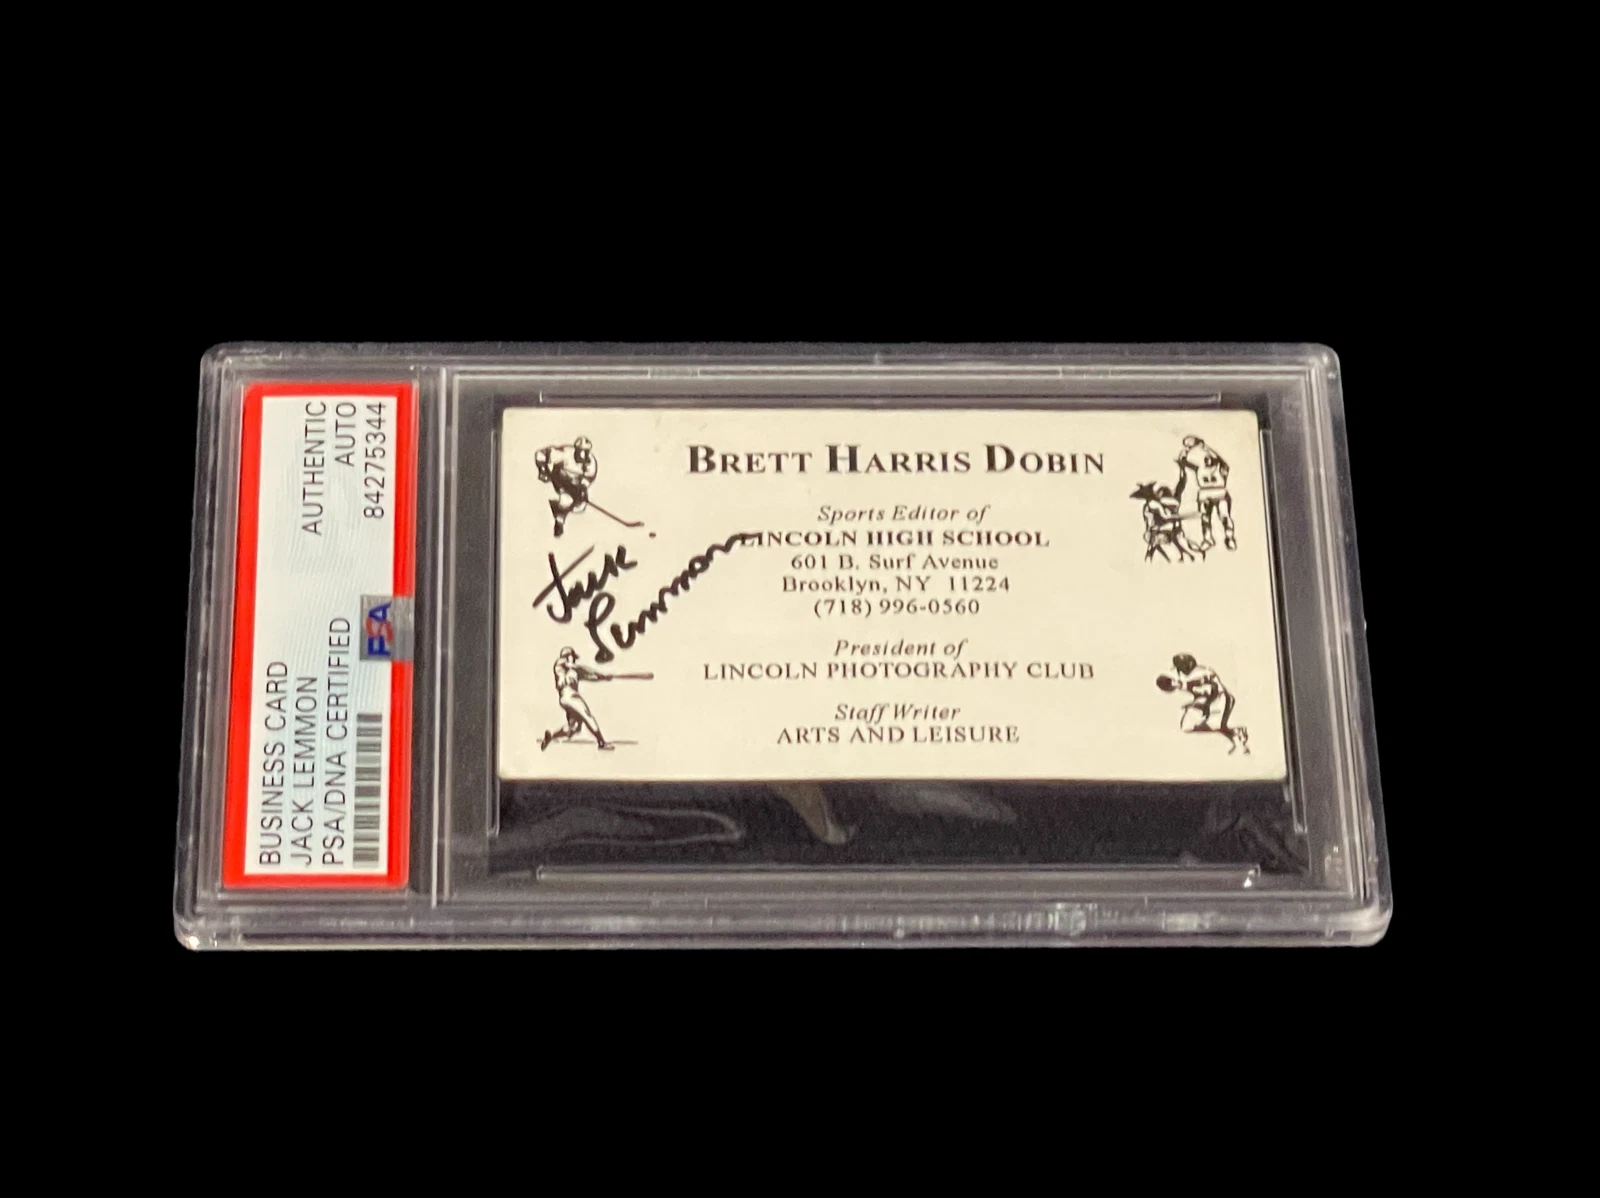 BUSINESS CARD
JACK LEMMON
PSA/DNA CERTIFIED
AUTHENTIC
AUTO
84275344
PSA
BRETT HARRIS DOBIN
Sports Editor of
LINCOLN HIGH SCHOOL
601 B. Surf Avenue
Brooklyn, NY 11224
(718) 996-0560
President of
LINCOLN PHOTOGRAPHY CLUB
Staff Writer
ARTS AND LEISURE
Jack
Lemmon